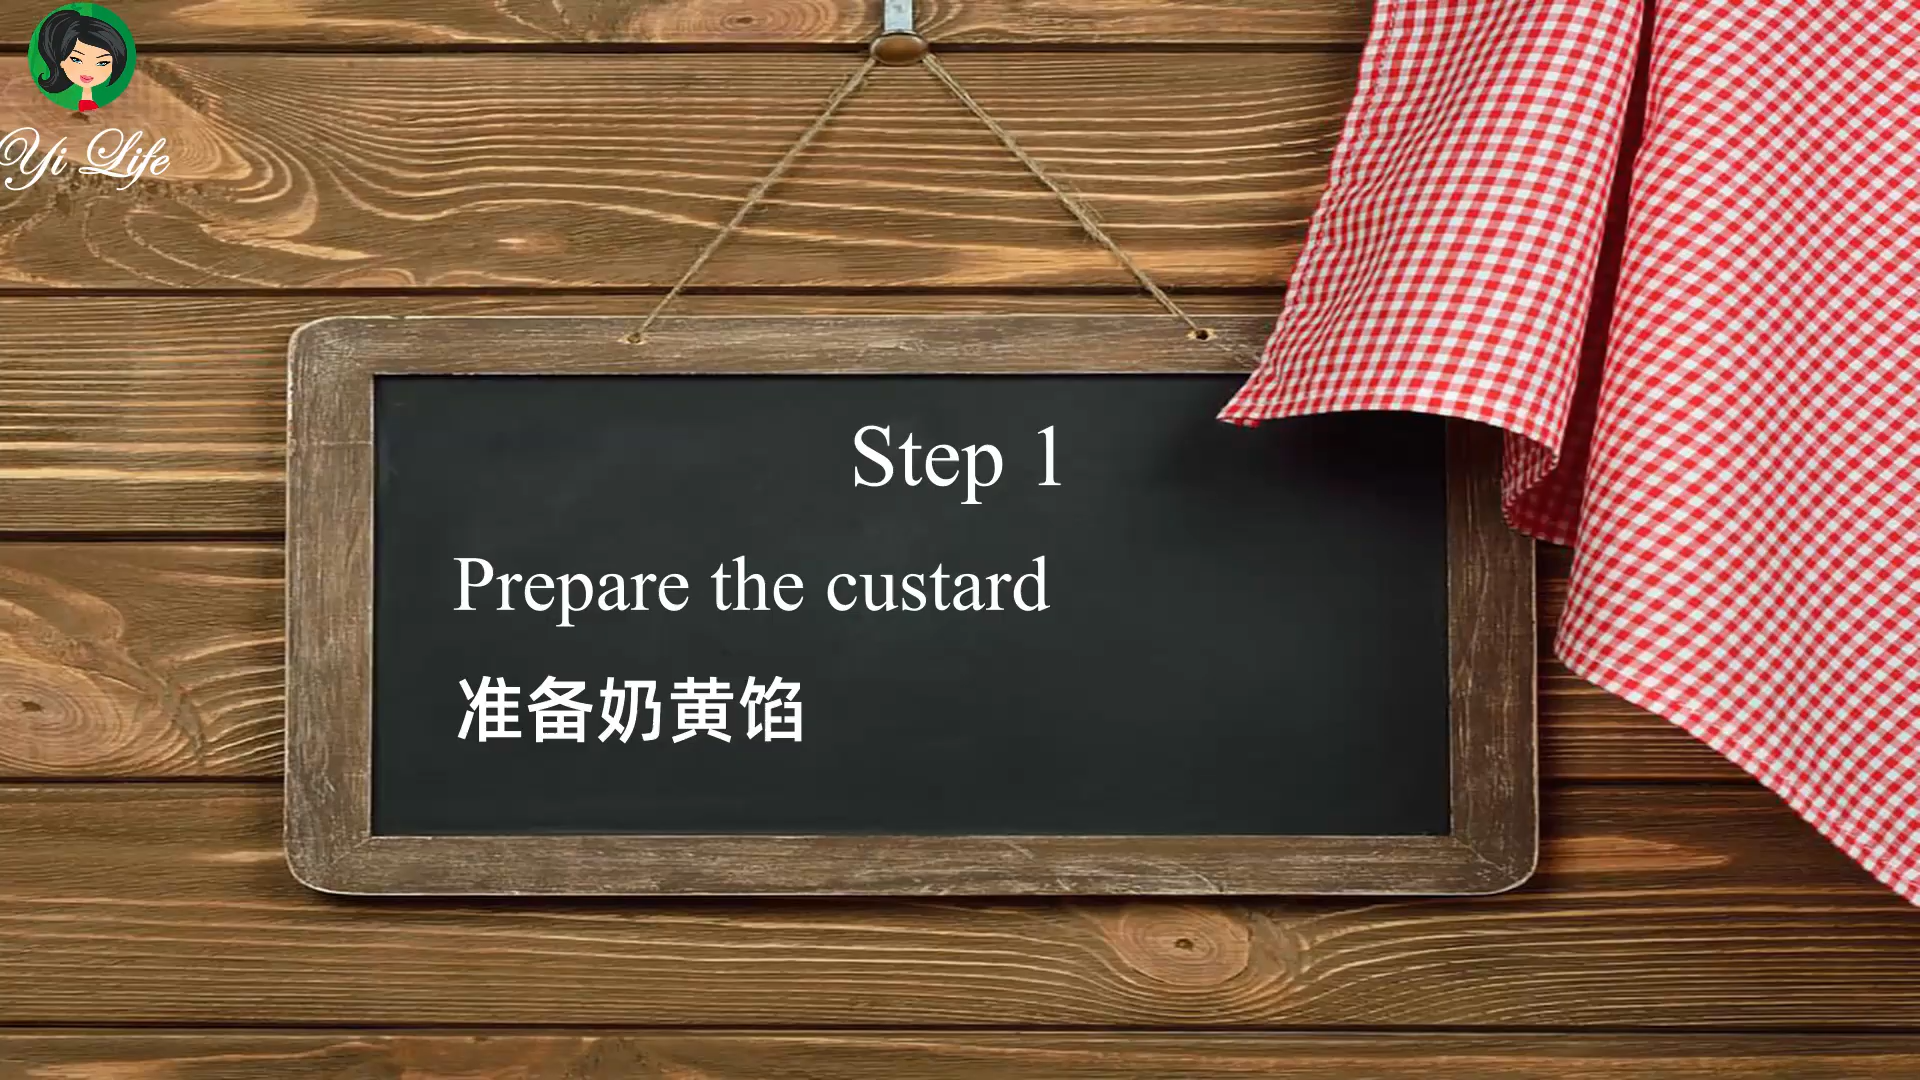 Yi Life
Step 1
Prepare the custard
准备奶黄馅